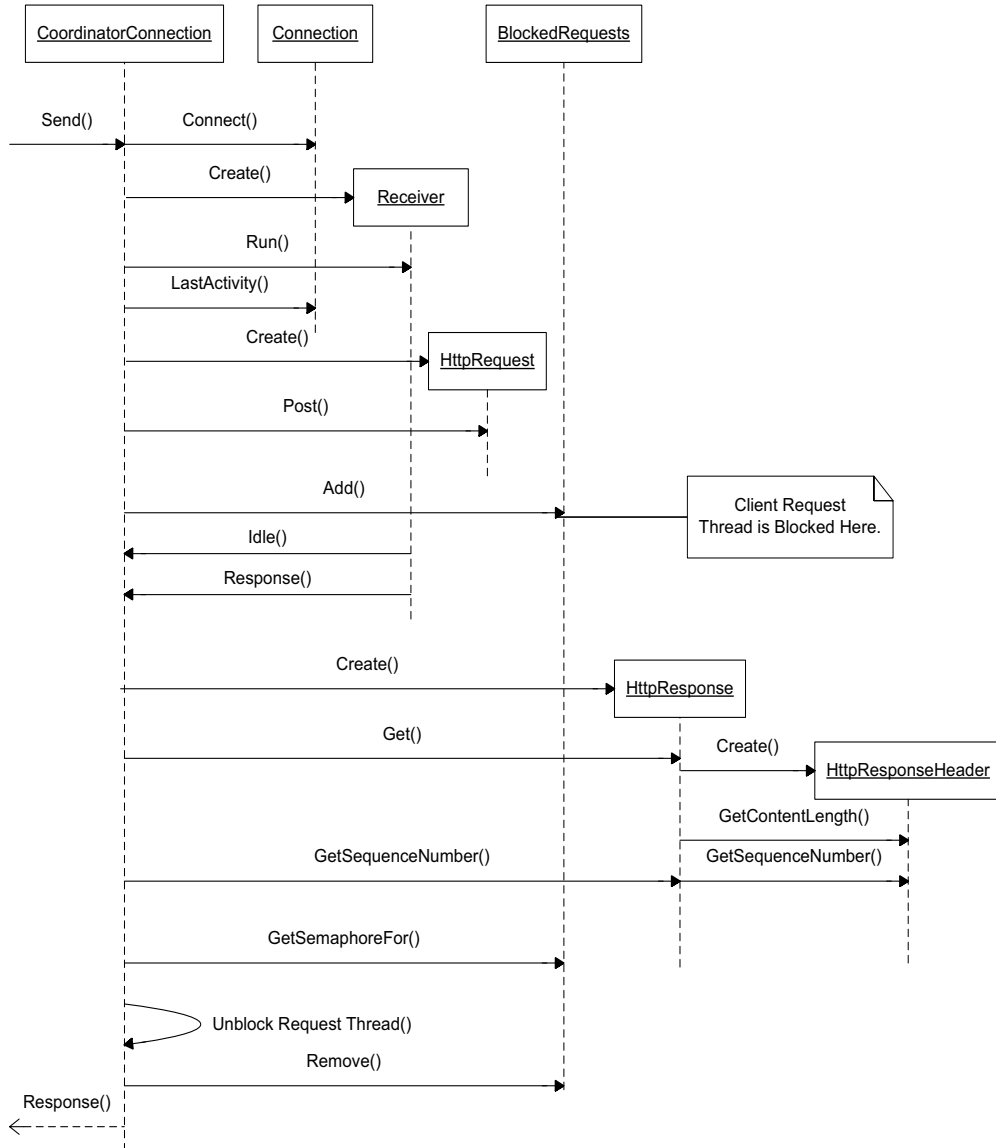 CoordinatorConnection
Connection
BlockedRequests
Send()
Connect()
Create()
Receiver
Run()
LastActivity()
Create()
HttpRequest
Post()
Add()
Client Request
Thread is Blocked Here.
Idle()
Response()
Create()
HttpResponse
Get()
Create()
HttpResponseHeader
GetContentLength()
GetSequenceNumber()
GetSequenceNumber()
GetSemaphoreFor()
Unblock Request Thread()
Remove()
Response()